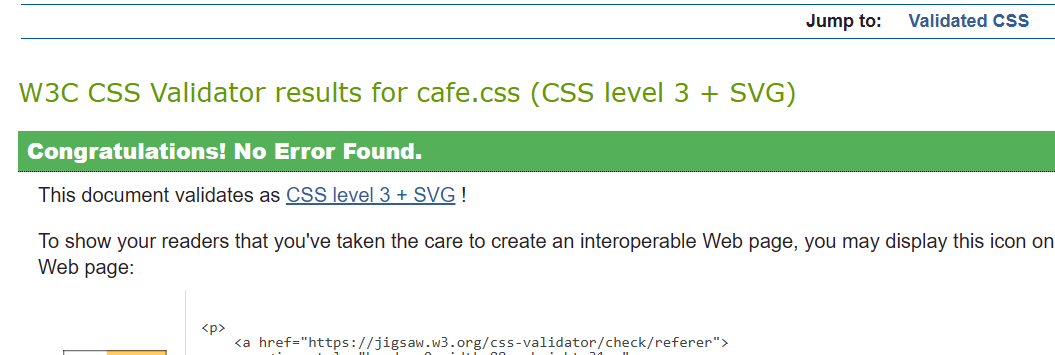 Jump to: Validated CSS
W3C CSS Validator results for cafe.css (CSS level 3 + SVG)
Congratulations! No Error Found.
This document validates as CSS level 3 + SVG !
To show your readers that you've taken the care to create an interoperable Web page, you may display this icon on
Web page:
<p>
<a href="https://jigsaw.w3.org/css-validator/check/referer">